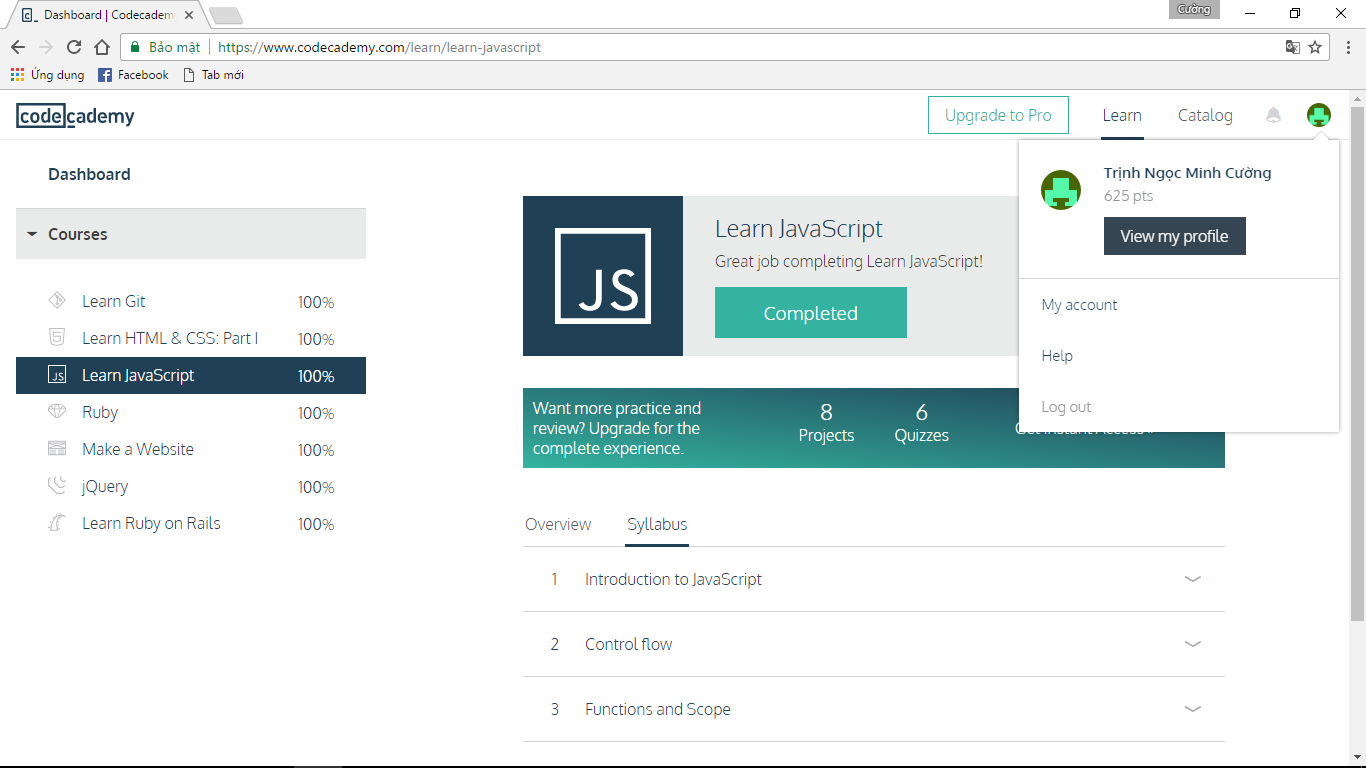 Dashboard | Codecadem
Cường
Bảo mật
https://www.codecademy.com/learn/learn-javascript
Ứng dụng
Facebook
Tab mới
codecademy
Upgrade to Pro
Learn
Catalog
Dashboard
Courses
Learn Git 100%
Learn HTML & CSS: Part I 100%
JS Learn JavaScript 100%
Ruby 100%
Make a Website 100%
jQuery 100%
Learn Ruby on Rails 100%
JS
Learn JavaScript
Great job completing Learn JavaScript!
Completed
Trịnh Ngọc Minh Cường
625 pts
View my profile
My account
Help
Log out
Want more practice and
review? Upgrade for the
complete experience.
8
Projects
6
Quizzes
Get Instant Access
Overview
Syllabus
1 Introduction to JavaScript
2 Control flow
3 Functions and Scope